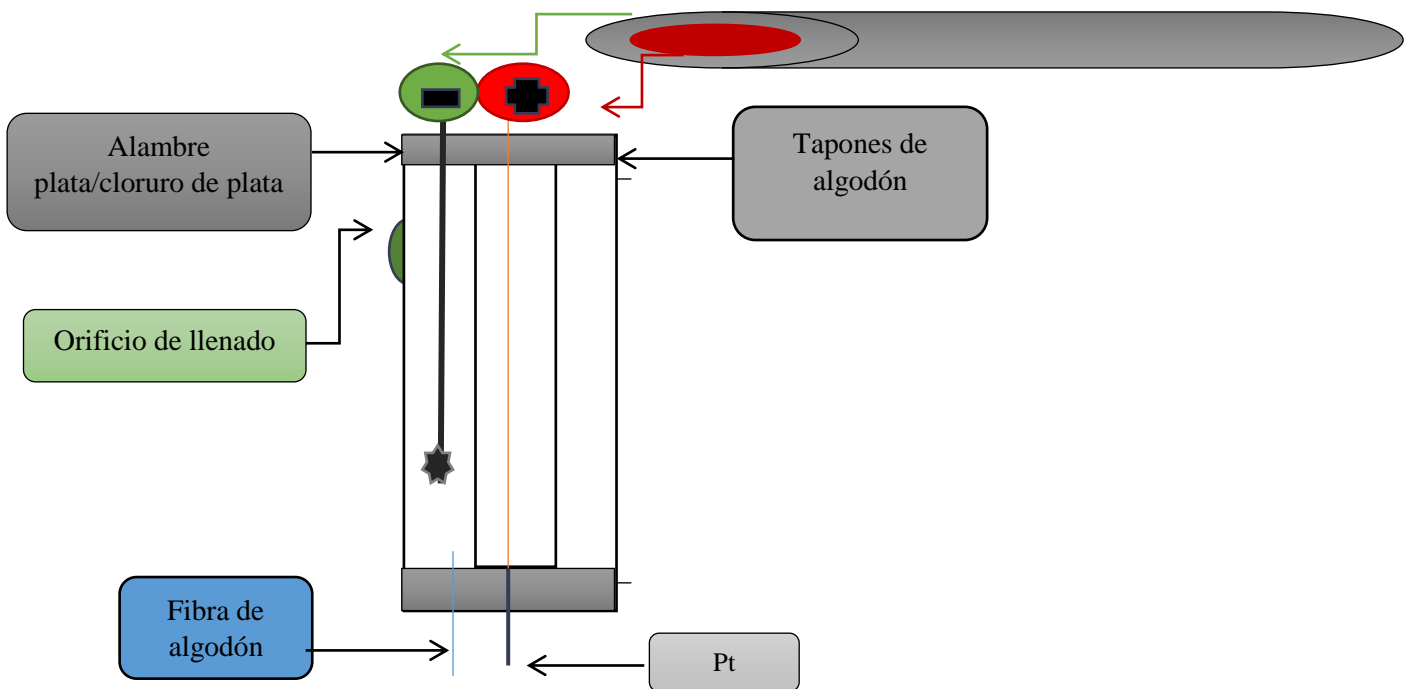 Alambre
plata/cloruro de plata
Tapones de
algodón
Orificio de llenado
Fibra de
algodón
Pt